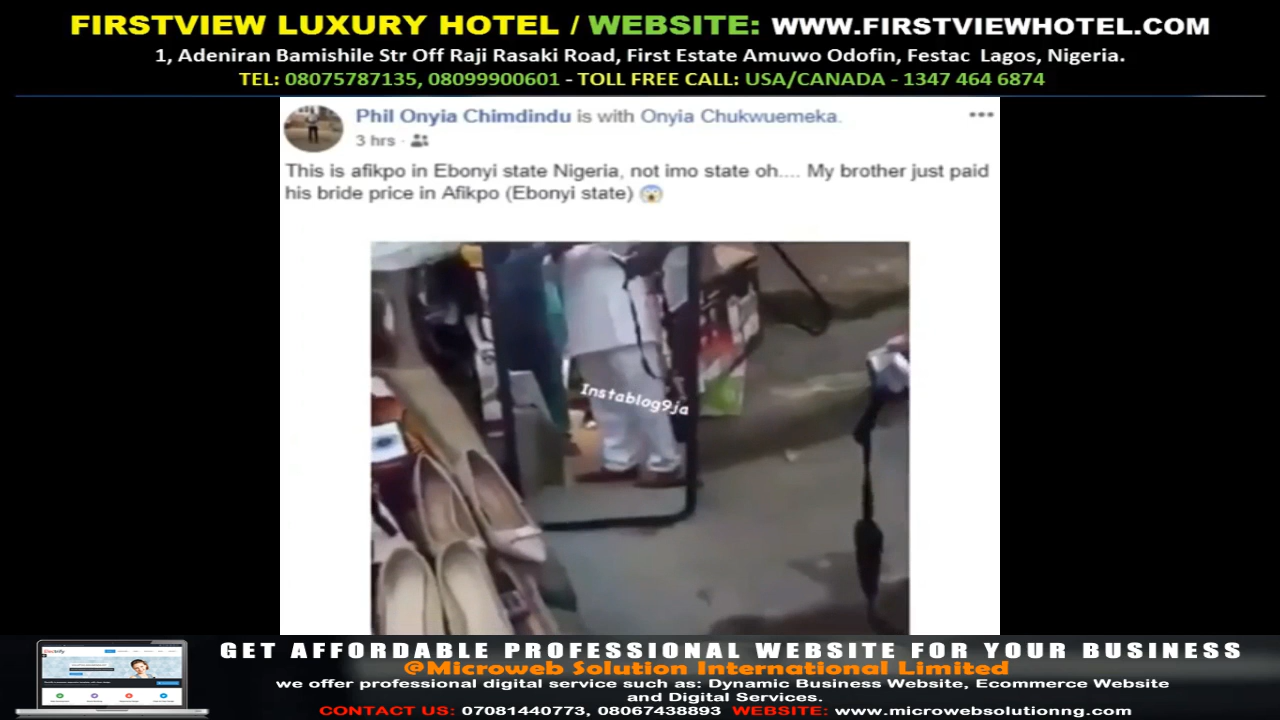 FIRSTVIEW LUXURY HOTEL / WEBSITE: WWW.FIRSTVIEWHOTEL.COM
1, Adeniran Bamishile Str Off Raji Rasaki Road, First Estate Amuwo Odofin, Festac Lagos, Nigeria.
TEL: 08075787135, 08099900601 - TOLL FREE CALL: USA/CANADA - 1347 464 6874
Phil Onyia Chimdindu is with Onyia Chukwuemeka.
3 hrs ·
This is afikpo in Ebonyi state Nigeria, not imo state oh.... My brother just paid
his bride price in Afikpo (Ebonyi state) 😱
Instablog9ja
GET AFFORDABLE PROFESSIONAL WEBSITE FOR YOUR BUSINESS
@Microweb Solution International Limited
we offer professional digital service such as: Dynamic Business Website, Ecommerce Website
and Digital Services.
CONTACT US: 07081440773, 08067438893 WEBSITE: www.microwebsolutionng.com